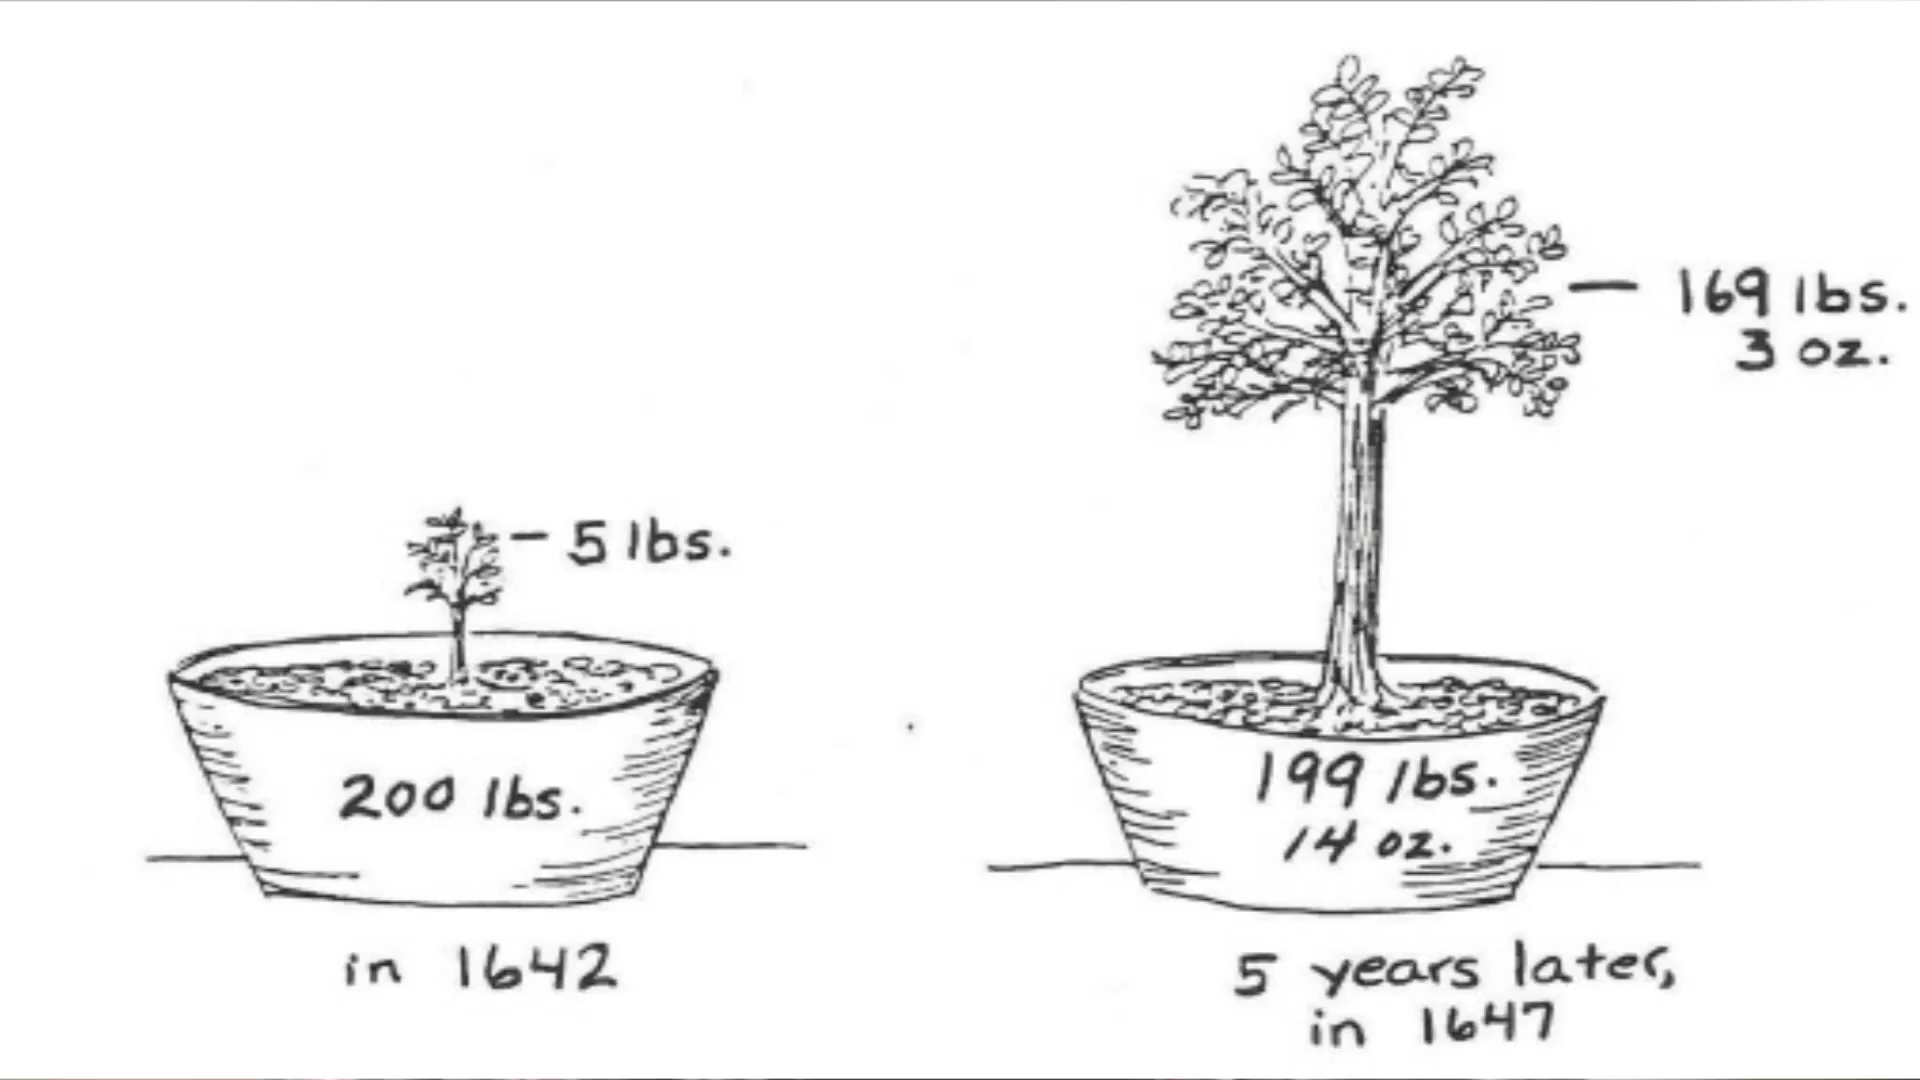 5 lbs.
200 lbs.
in 1642
169 lbs.
3 oz.
199 lbs.
14 oz.
5 years later,
in 1647